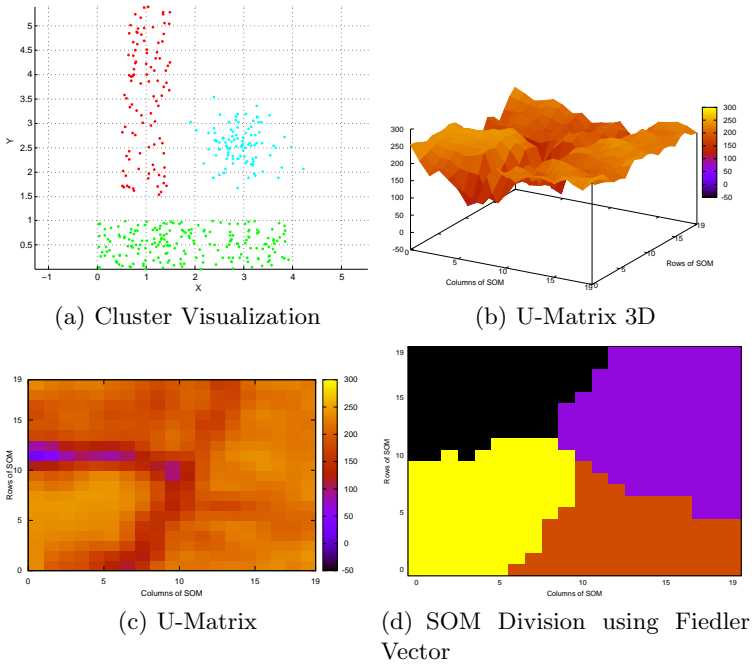 5
4.5
4
3.5
3
2.5
2
1.5
1
0.5
Y
−1 0 1 2 3 4 5
X
(a) Cluster Visualization
300
250
200
150
100
50
0
-50
0 5 10 15 19
Columns of SOM
0 5 10 15 19
Rows of SOM
300
250
200
150
100
50
0
-50
(b) U-Matrix 3D
19
15
10
5
0
Rows of SOM
0 5 10 15 19
Columns of SOM
300
250
200
150
100
50
0
-50
(c) U-Matrix
19
15
10
5
0
Rows of SOM
0 5 10 15 19
Columns of SOM
(d) SOM Division using Fiedler
Vector